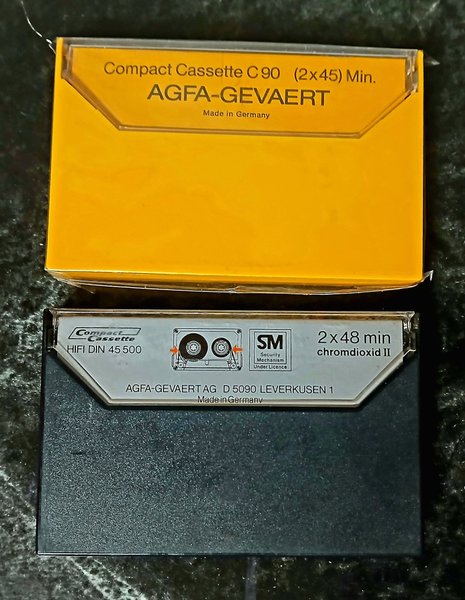 Compact Cassette C90 (2x45) Min.
AGFA-GEVAERT
Made in Germany
Compact
Cassette
HIFI DIN 45 500
SM
Security
Mechanism
Under Licence
2x48 min
chromdioxid II
AGFA-GEVAERT AG D 5090 LEVERKUSEN 1
Made in Germany